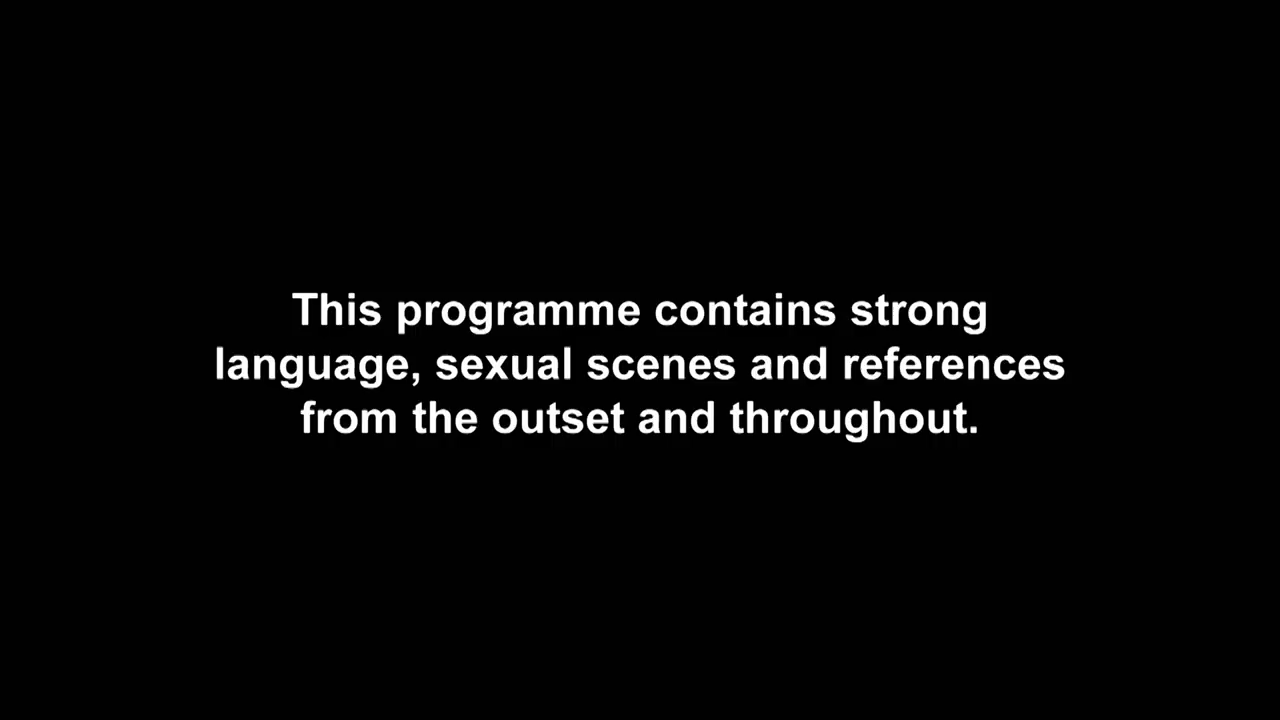 This programme contains strong
language, sexual scenes and references
from the outset and throughout.